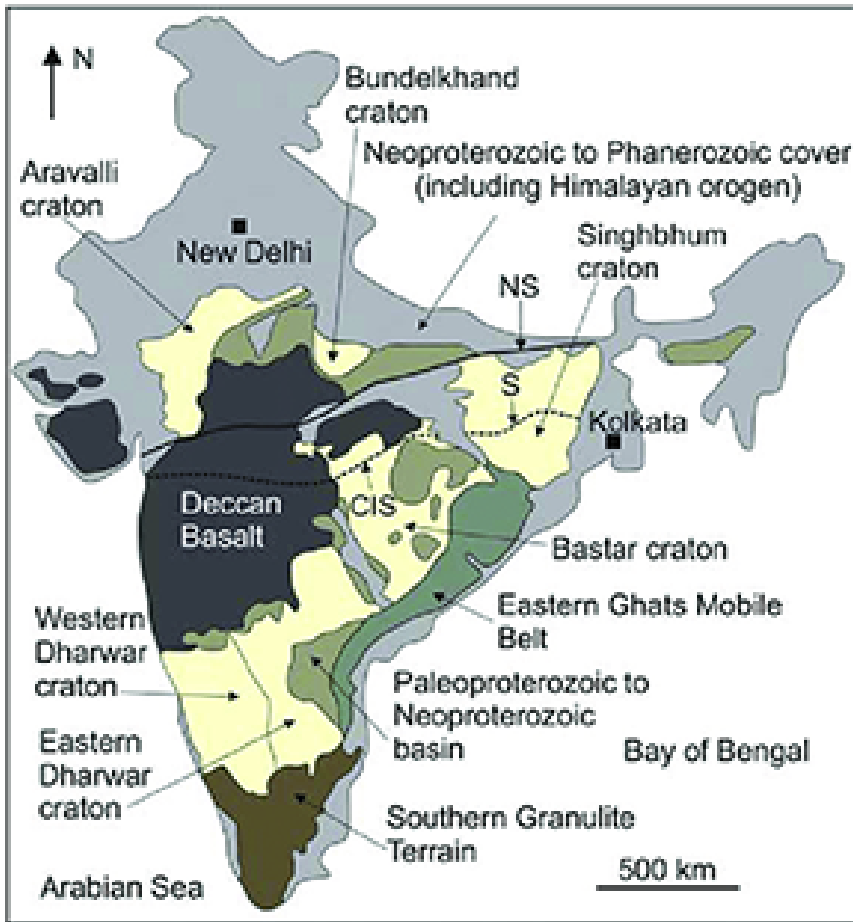 N
Bundelkhand
craton
Neoproterozoic to Phanerozoic cover
(including Himalayan orogen)
Aravalli
craton
Singhbhum
craton
New Delhi
NS
S
Kolkata
Deccan
Basalt
CIS
Bastar craton
Western
Dharwar
craton
Eastern Ghats Mobile
Belt
Paleoproterozoic to
Neoproterozoic
basin
Eastern
Dharwar
craton
Bay of Bengal
Southern Granulite
Terrain
500 km
Arabian Sea